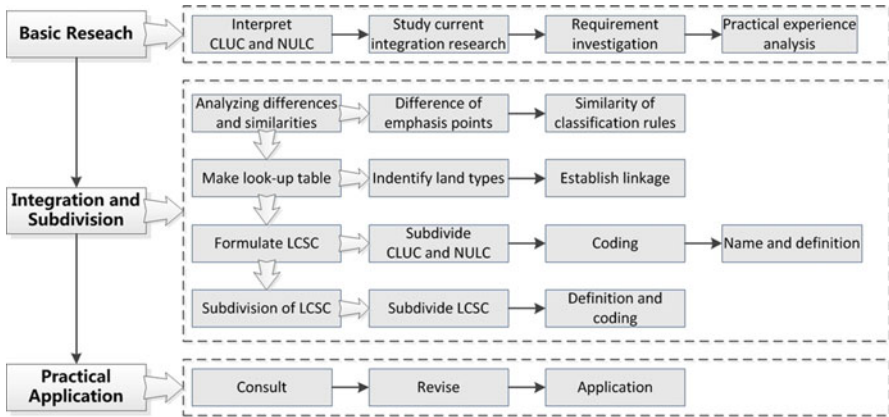 Basic Reseach
Interpret
CLUC and NULC
Study current
integration research
Requirement
investigation
Practical experience
analysis
Integration and
Subdivision
Analyzing differences
and similarities
Difference of
emphasis points
Similarity of
classification rules
Make look-up table
Indentify land types
Establish linkage
Formulate LCSC
Subdivide
CLUC and NULC
Coding
Name and definition
Subdivision of LCSC
Subdivide LCSC
Definition and
coding
Practical
Application
Consult
Revise
Application